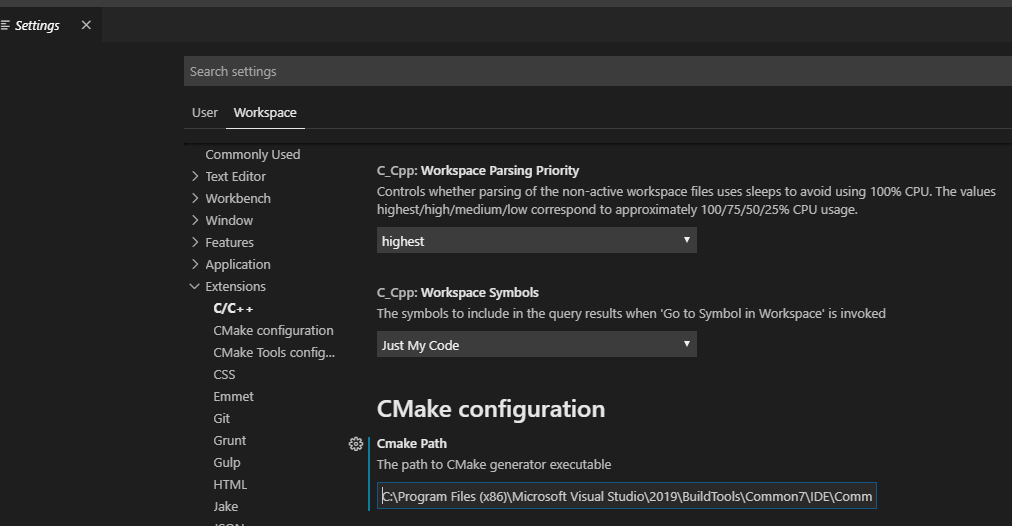 Settings
Search settings
User Workspace
Commonly Used
Text Editor
Workbench
Window
Features
Application
Extensions
C/C++
CMake configuration
CMake Tools config...
CSS
Emmet
Git
Grunt
Gulp
HTML
Jake
JSON
C_Cpp: Workspace Parsing Priority
Controls whether parsing of the non-active workspace files uses sleeps to avoid using 100% CPU. The values
highest/high/medium/low correspond to approximately 100/75/50/25% CPU usage.
highest
C_Cpp: Workspace Symbols
The symbols to include in the query results when 'Go to Symbol in Workspace' is invoked
Just My Code
CMake configuration
Cmake Path
The path to CMake generator executable
C:\Program Files (x86)\Microsoft Visual Studio\2019\BuildTools\Common7\IDE\Comm